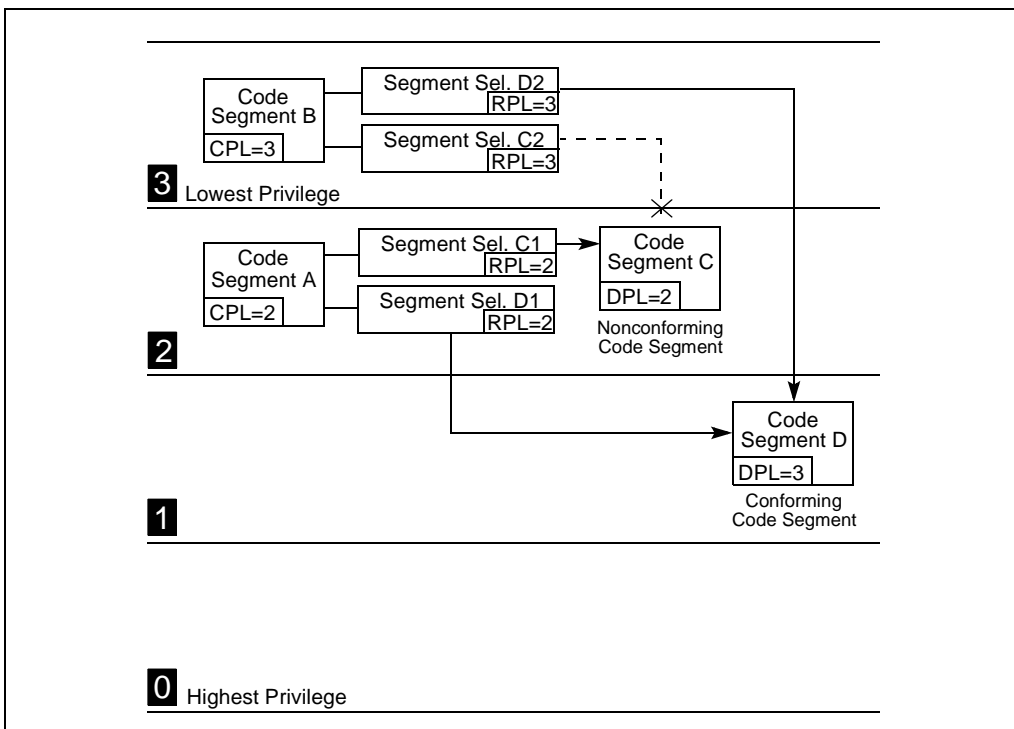 Code
Segment B
CPL=3
Segment Sel. D2
RPL=3
Segment Sel. C2
RPL=3
3
Lowest Privilege
Code
Segment A
CPL=2
Segment Sel. C1
RPL=2
Segment Sel. D1
RPL=2
Code
Segment C
DPL=2
Nonconforming
Code Segment
2
Code
Segment D
DPL=3
Conforming
Code Segment
1
0
Highest Privilege